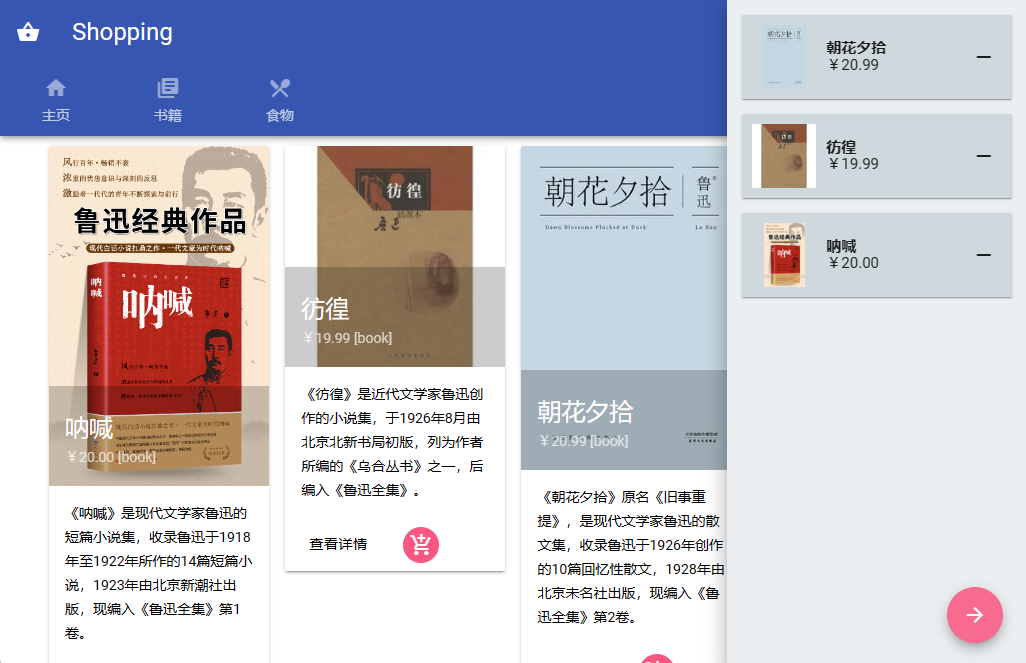 Shopping
主页
书籍
食物
风行百年·畅销不衰
浓重的忧患意识与深刻的反思
激励着一代代的青年不断探索与前行
鲁迅经典作品
现代白话小说扛鼎之作·一代文豪为时代呐喊
呐喊
呐喊
呐喊
￥20.00 [book]
《呐喊》是现代文学家鲁迅的
短篇小说集，收录鲁迅于1918
年至1922年所作的14篇短篇小
说，1923年由北京新潮社出
版，现编入《鲁迅全集》第1
卷。
彷徨
鲁迅
彷徨
￥19.99 [book]
《彷徨》是近代文学家鲁迅创
作的小说集，于1926年8月由
北京北新书局初版，列为作者
所编的《乌合丛书》之一，后
编入《鲁迅全集》。
查看详情
朝花夕拾
鲁迅
Dawn Blossoms Plucked at Dusk
Lu Xun
朝花夕拾
￥20.99 [book]
《朝花夕拾》原名《旧事重
提》，是现代文学家鲁迅的散
文集，收录鲁迅于1926年创作
的10篇回忆性散文，1928年由
北京未名社出版，现编入《鲁
迅全集》第2卷。
朝花夕拾
￥20.99
彷徨
￥19.99
呐喊
￥20.00